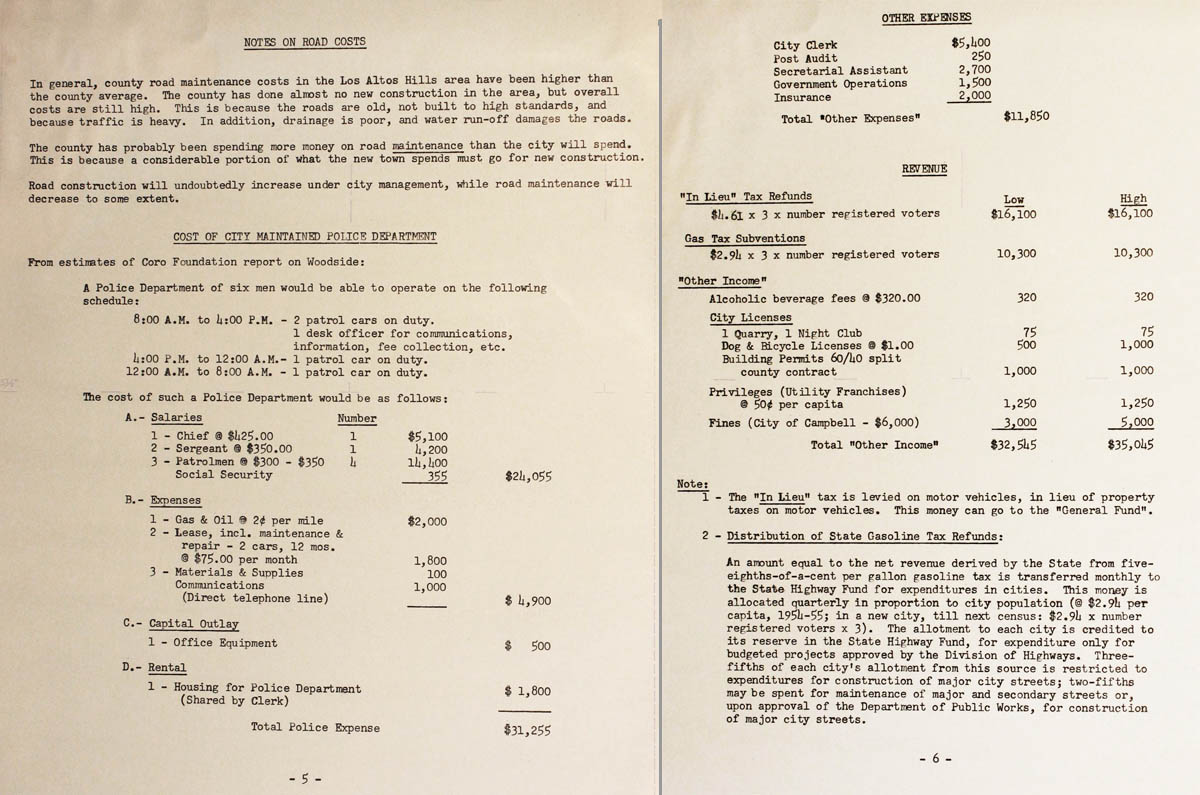 NOTES ON ROAD COSTS
In general, county road maintenance costs in the Los Altos Hills area have been higher than
the county average. The county has done almost no new construction in the area, but overall
costs are still high. This is because the roads are old, not built to high standards, and
because traffic is heavy. In addition, drainage is poor, and water run-off damages the roads.
The county has probably been spending more money on road maintenance than the city will spend.
This is because a considerable portion of what the new town spends must go for new construction.
Road construction will undoubtedly increase under city management, while road maintenance will
decrease to some extent.
COST OF CITY MAINTAINED POLICE DEPARTMENT
From estimates of Coro Foundation report on Woodside:
A Police Department of six men would be able to operate on the following
schedule:
8:00 A.M. to 4:00 P.M. - 2 patrol cars on duty.
1 desk officer for communications,
information, fee collection, etc.
4:00 P.M. to 12:00 A.M.- 1 patrol car on duty.
12:00 A.M. to 8:00 A.M. - 1 patrol car on duty.
The cost of such a Police Department would be as follows:
A.- Salaries Number
1 - Chief @ $425.00 1 $5,100
2 - Sergeant @ $350.00 1 4,200
3 - Patrolmen @ $300 - $350 4 14,400
Social Security 355 $24,055
B.- Expenses
1 - Gas & Oil @ 2¢ per mile $2,000
2 - Lease, incl. maintenance &
repair - 2 cars, 12 mos.
@ $75.00 per month 1,800
3 - Materials & Supplies 100
Communications 1,000
(Direct telephone line) $ 4,900
C.- Capital Outlay
1 - Office Equipment $ 500
D.- Rental
1 - Housing for Police Department $ 1,800
(Shared by Clerk)
Total Police Expense $31,255
- 5 -
OTHER EXPENSES
City Clerk $5,400
Post Audit 250
Secretarial Assistant 2,700
Government Operations 1,500
Insurance 2,000
Total "Other Expenses" $11,850
REVENUE
"In Lieu" Tax Refunds Low High
$4.61 x 3 x number registered voters $16,100 $16,100
Gas Tax Subventions
$2.94 x 3 x number registered voters 10,300 10,300
"Other Income"
Alcoholic beverage fees @ $320.00 320 320
City Licenses
1 Quarry, 1 Night Club 75 75
Dog & Bicycle Licenses @ $1.00 500 1,000
Building Permits 60/40 split
county contract 1,000 1,000
Privileges (Utility Franchises)
@ 50¢ per capita 1,250 1,250
Fines (City of Campbell - $6,000) 3,000 5,000
Total "Other Income" $32,545 $35,045
Note:
1 - The "In Lieu" tax is levied on motor vehicles, in lieu of property
taxes on motor vehicles. This money can go to the "General Fund".
2 - Distribution of State Gasoline Tax Refunds:
An amount equal to the net revenue derived by the State from five-
eighths-of-a-cent per gallon gasoline tax is transferred monthly to
the State Highway Fund for expenditures in cities. This money is
allocated quarterly in proportion to city population (@ $2.94 per
capita, 1954-55; in a new city, till next census: $2.94 x number
registered voters x 3). The allotment to each city is credited to
its reserve in the State Highway Fund, for expenditure only for
budgeted projects approved by the Division of Highways. Three-
fifths of each city's allotment from this source is restricted to
expenditures for construction of major city streets; two-fifths
may be spent for maintenance of major and secondary streets or,
upon approval of the Department of Public Works, for construction
of major city streets.
- 6 -